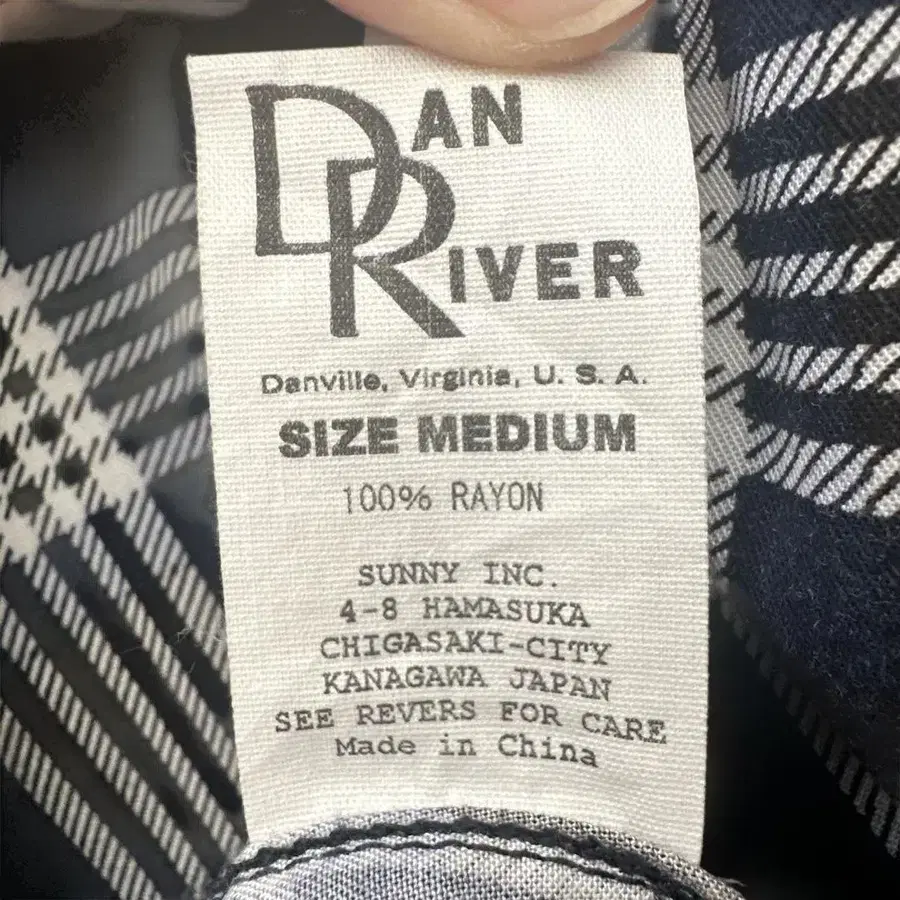 DAN
RIVER
Danville, Virginia, U. S. A.
SIZE MEDIUM
100% RAYON
SUNNY INC.
4-8 HAMASUKA
CHIGASAKI-CITY
KANAGAWA JAPAN
SEE REVERS FOR CARE
Made in China